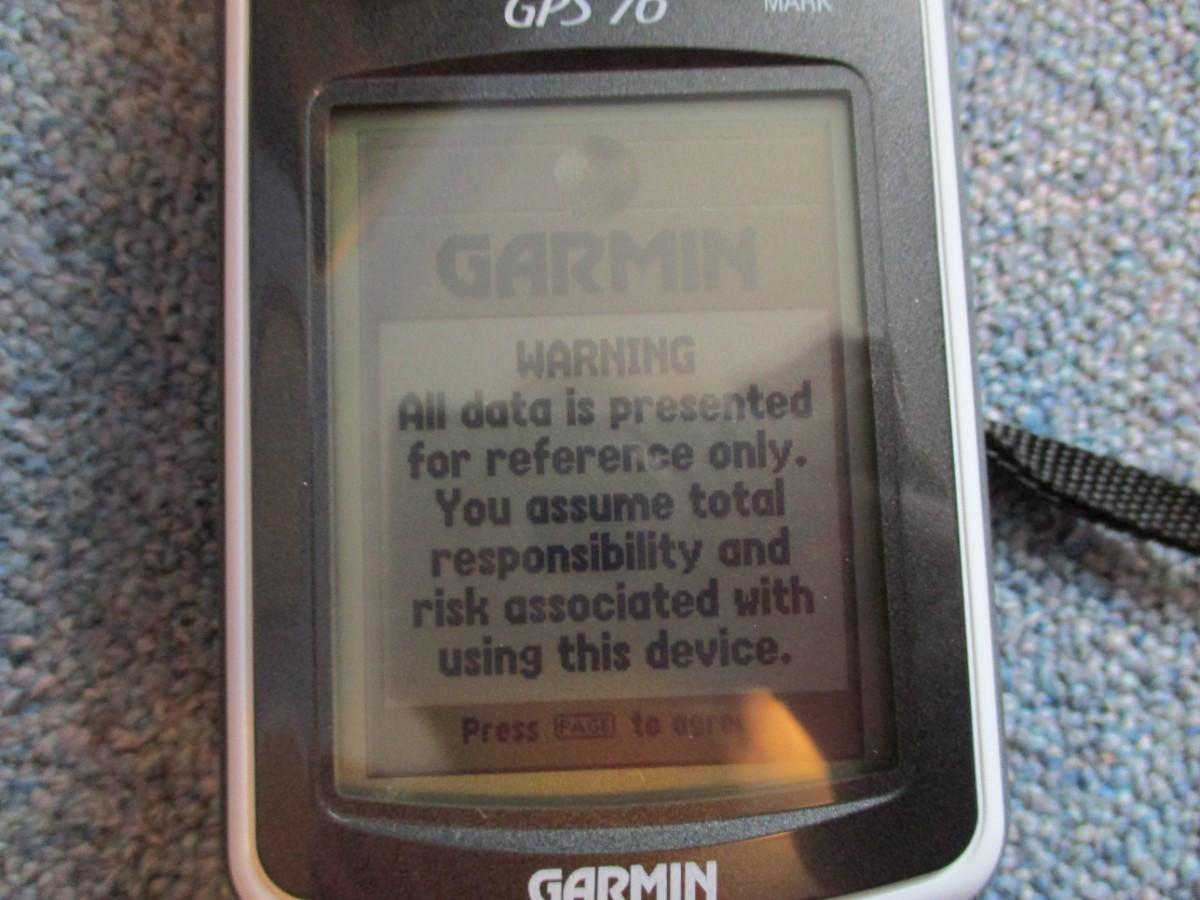 GPS 76
MARK
GARMIN
WARNING
All data is presented
for reference only.
You assume total
responsibility and
risk associated with
using this device.
Press PAGE to agree
GARMIN